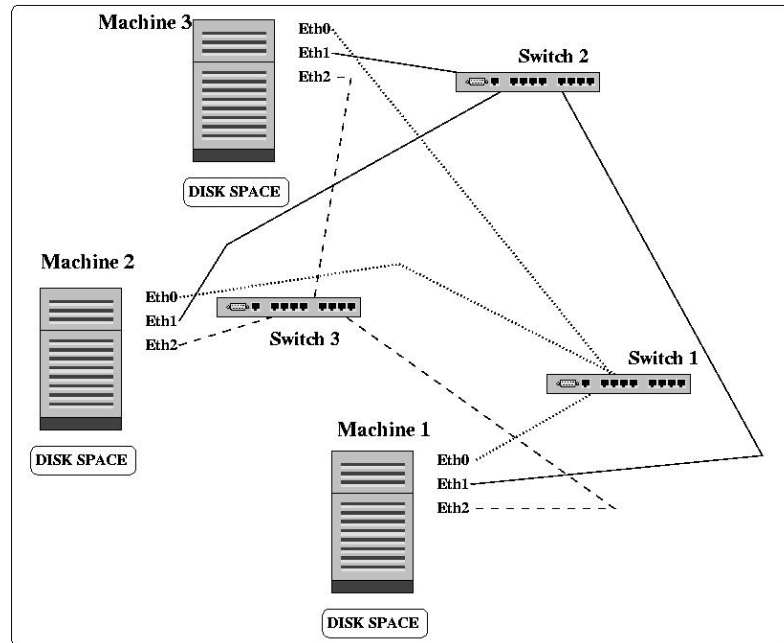 Machine 3
Eth0
Eth1
Eth2
Switch 2
DISK SPACE
Machine 2
Eth0
Eth1
Eth2
Switch 3
Switch 1
DISK SPACE
Machine 1
Eth0
Eth1
Eth2
DISK SPACE